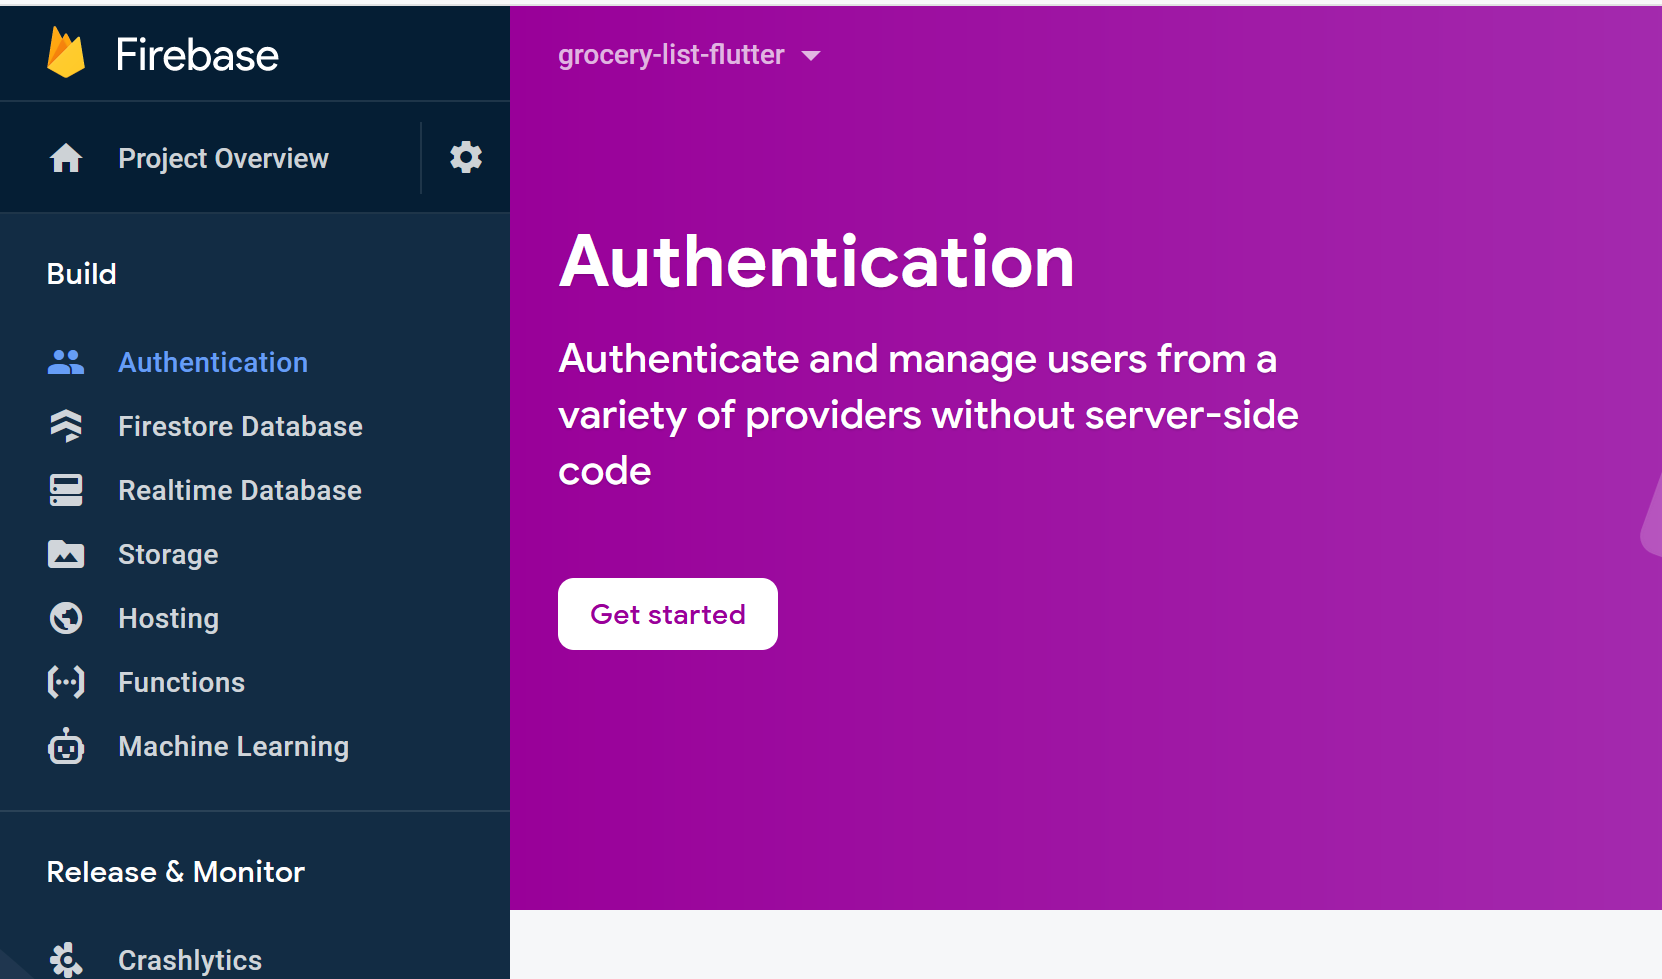 Firebase
Project Overview
Build
Authentication
Firestore Database
Realtime Database
Storage
Hosting
Functions
Machine Learning
Release & Monitor
Crashlytics
grocery-list-flutter
Authentication
Authenticate and manage users from a
variety of providers without server-side
code
Get started